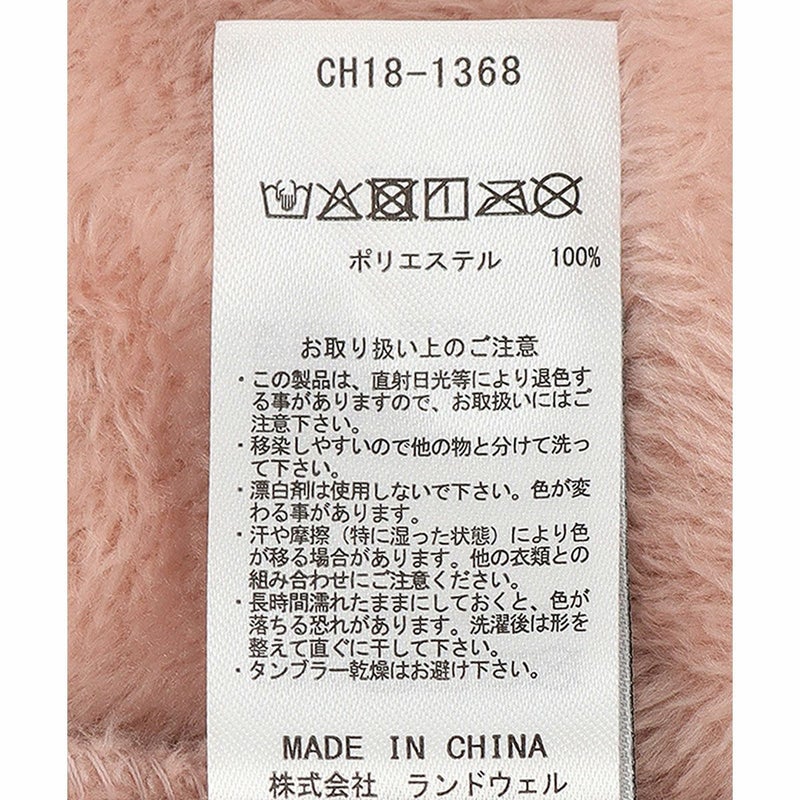 CH18-1368
ポリエステル 100%
お取り扱い上のご注意
・この製品は、直射日光等により退色す
る事がありますので、お取扱いにはご
注意下さい。
・移染しやすいので他の物と分けて洗っ
て下さい。
・漂白剤は使用しないで下さい。色が変
わる事があります。
・汗や摩擦（特に湿った状態）により色
が移る場合があります。他の衣類との
組み合わせにご注意ください。
・長時間濡れたままにしておくと、色が
落ちる恐れがあります。洗濯後は形を
整えて直ぐに干して下さい。
・タンブラー乾燥はお避け下さい。
MADE IN CHINA
株式会社 ランドウェル